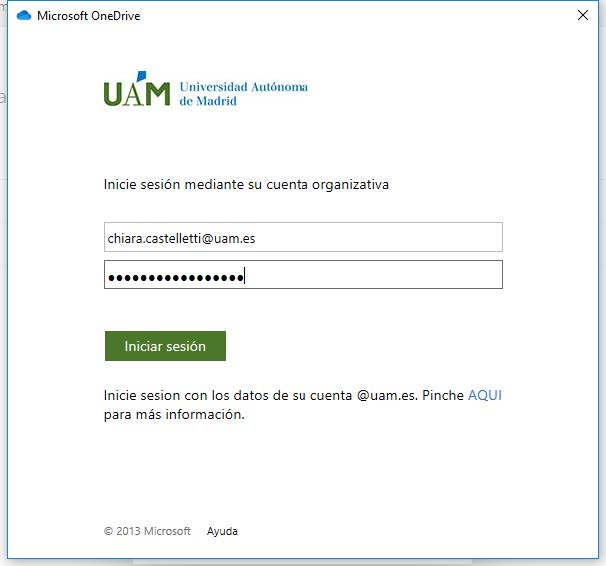 Microsoft OneDrive
UAM Universidad Autónoma
de Madrid
Inicie sesión mediante su cuenta organizativa
chiara.castelletti@uam.es
●●●●●●●●●●●●●●●●●
Iniciar sesión
Inicie sesion con los datos de su cuenta @uam.es. Pinche AQUI
para más información.
© 2013 Microsoft Ayuda